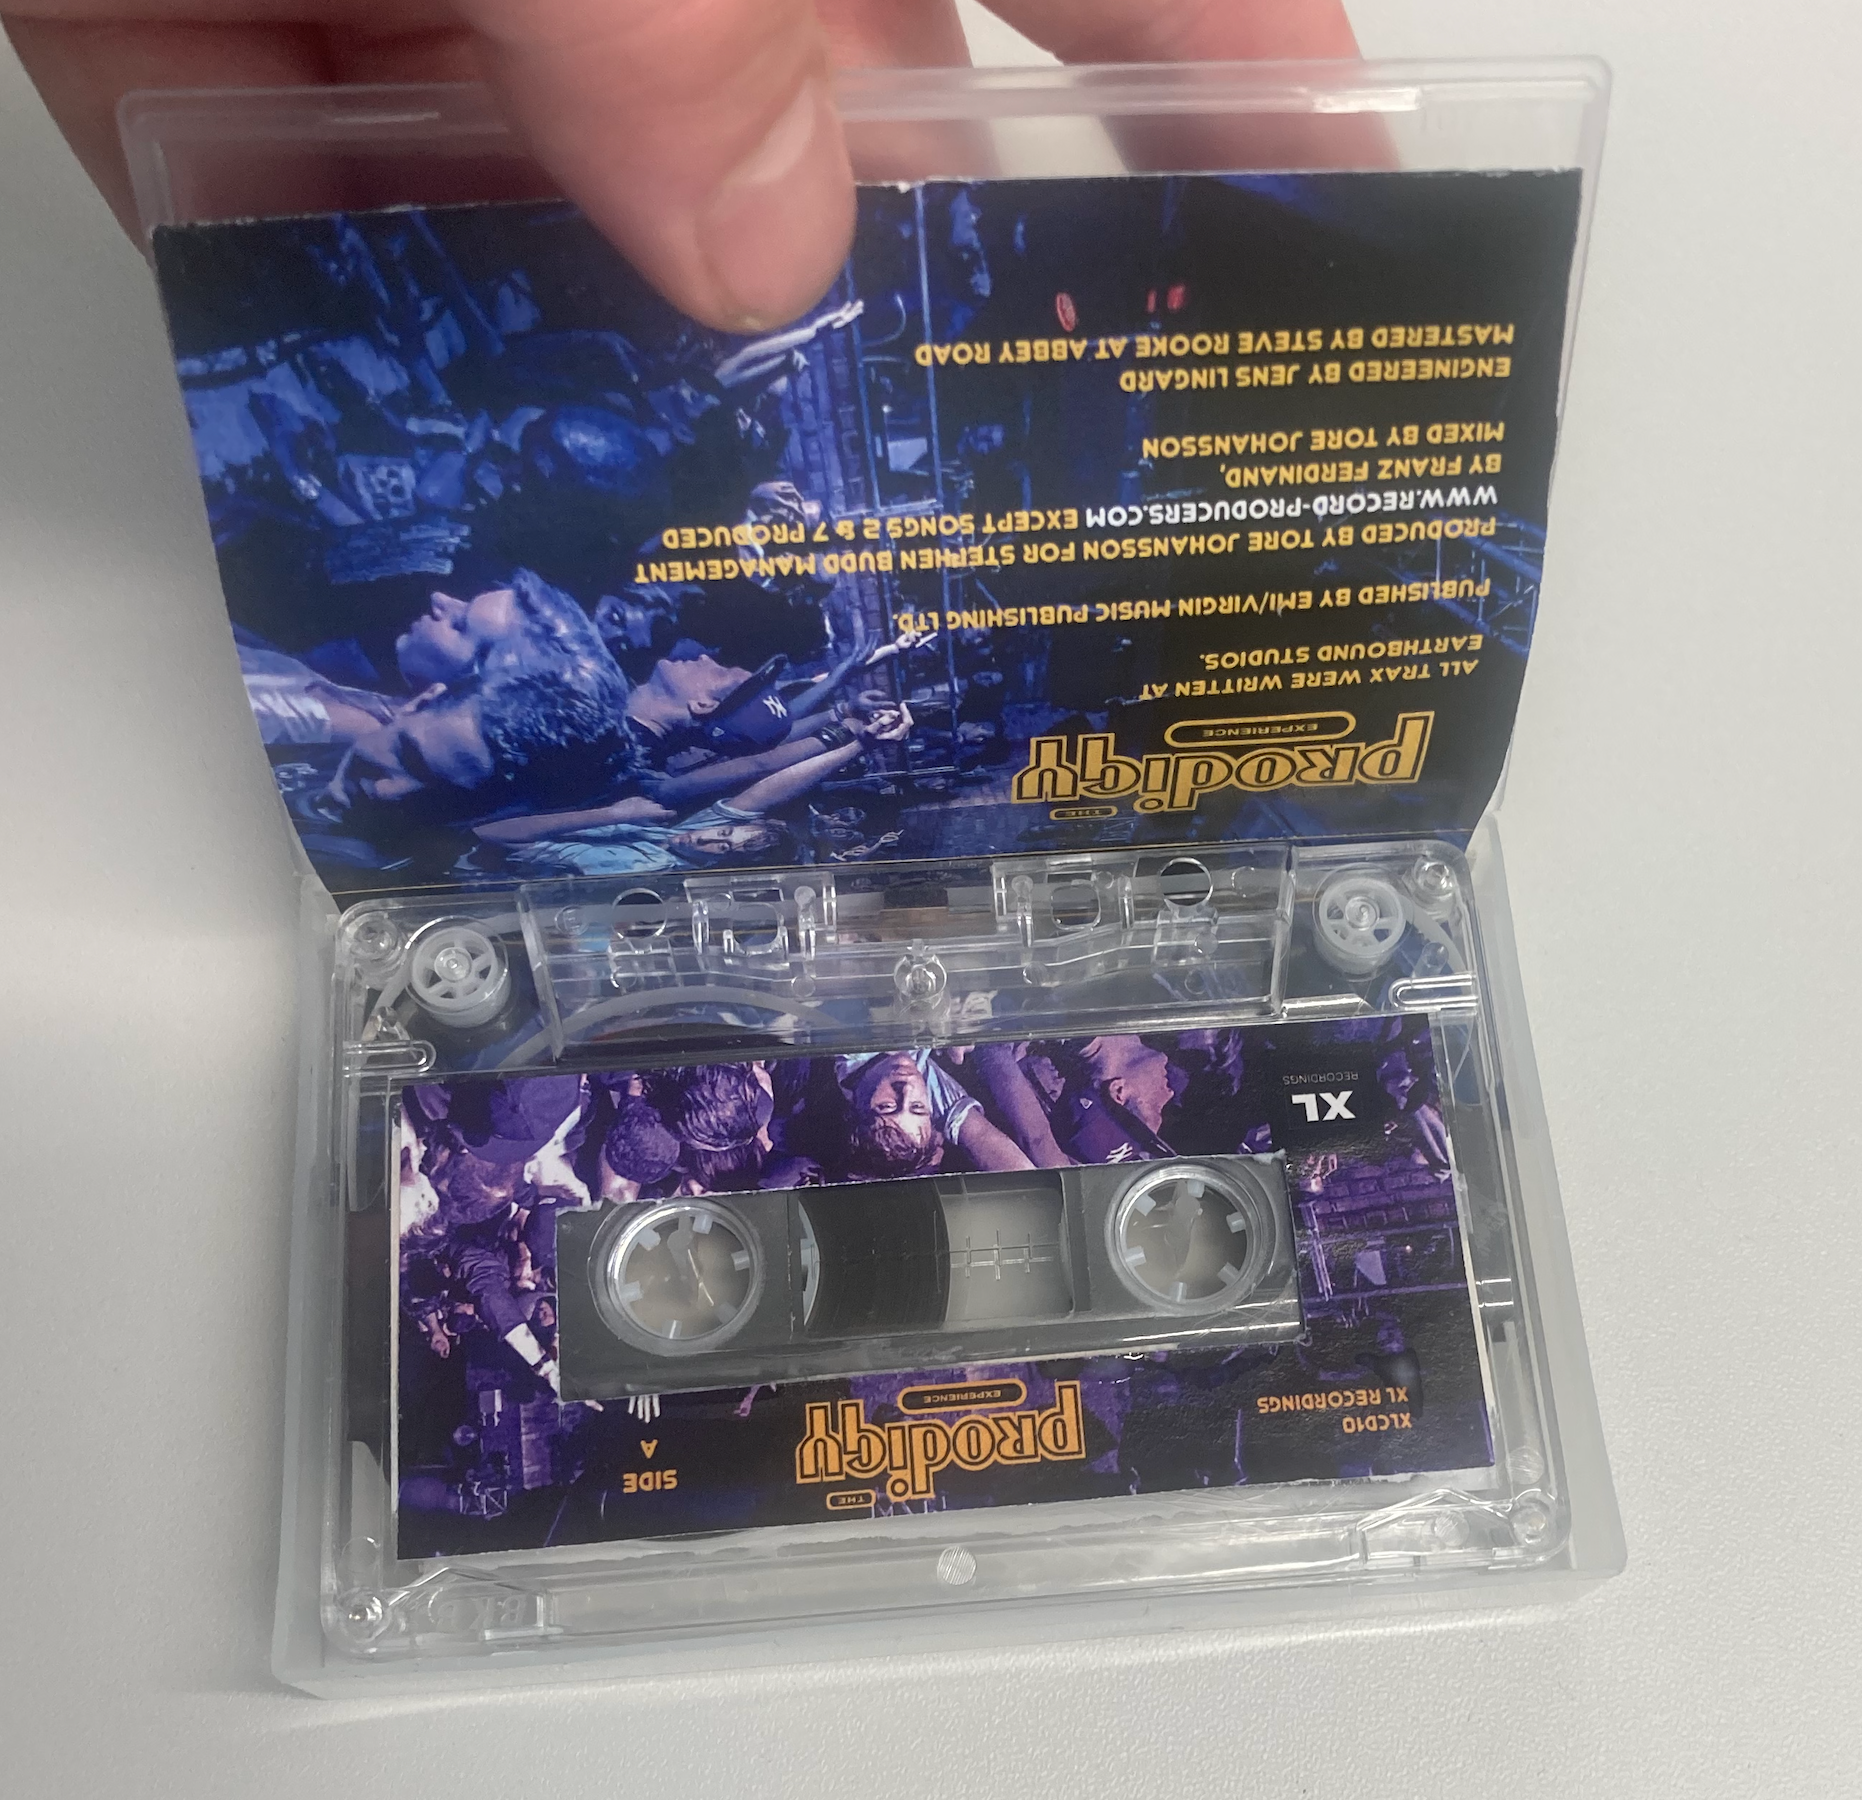 THE
PRODIGY
EXPERIENCE
ALL TRAX WERE WRITTEN AT
EARTHBOUND STUDIOS.
PUBLISHED BY EMI/VIRGIN MUSIC PUBLISHING LTD.
PRODUCED BY TORE JOHANSSON FOR STEPHEN BUDD MANAGEMENT
WWW.RECORD-PRODUCERS.COM EXCEPT SONGS 2 & 7 PRODUCED
BY FRANZ FERDINAND,
MIXED BY TORE JOHANSSON
ENGINEERED BY JENS LINGARD
MASTERED BY STEVE ROOKE AT ABBEY ROAD
THE
PRODIGY
EXPERIENCE
SIDE
A
XLCD10
XL RECORDINGS
XL
RECORDINGS
NY
NY